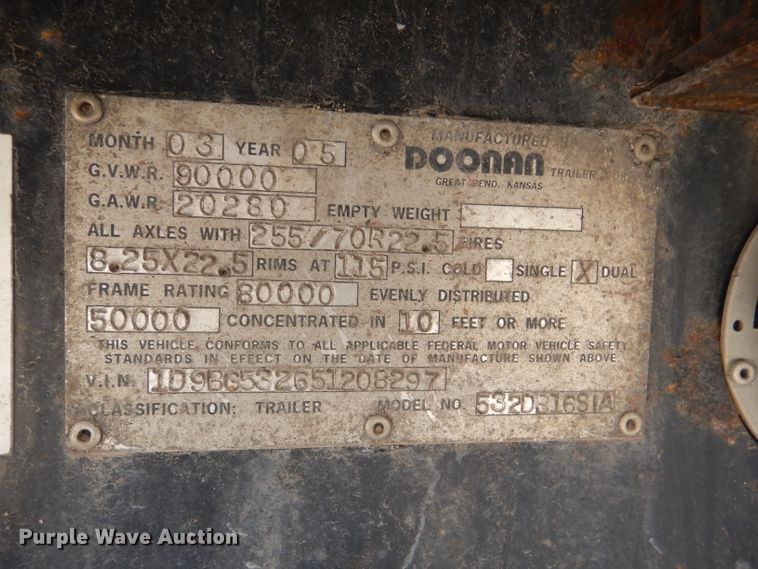 MONTH 03 YEAR 05
MANUFACTURED
DOONAN TRAILER
GREAT BEND, KANSAS
G.V.W.R. 90000
G.A.W.R. 20280 EMPTY WEIGHT
ALL AXLES WITH 255/70R22.5 TIRES
8.25X22.5 RIMS AT 115 P.S.I. COLD SINGLE X DUAL
FRAME RATING 80000 EVENLY DISTRIBUTED
50000 CONCENTRATED IN 10 FEET OR MORE
THIS VEHICLE CONFORMS TO ALL APPLICABLE FEDERAL MOTOR VEHICLE SAFETY
STANDARDS IN EFFECT ON THE DATE OF MANUFACTURE SHOWN ABOVE.
V.I.N. 1D9BG532651208297
CLASSIFICATION: TRAILER MODEL NO.
Purple Wave Auction